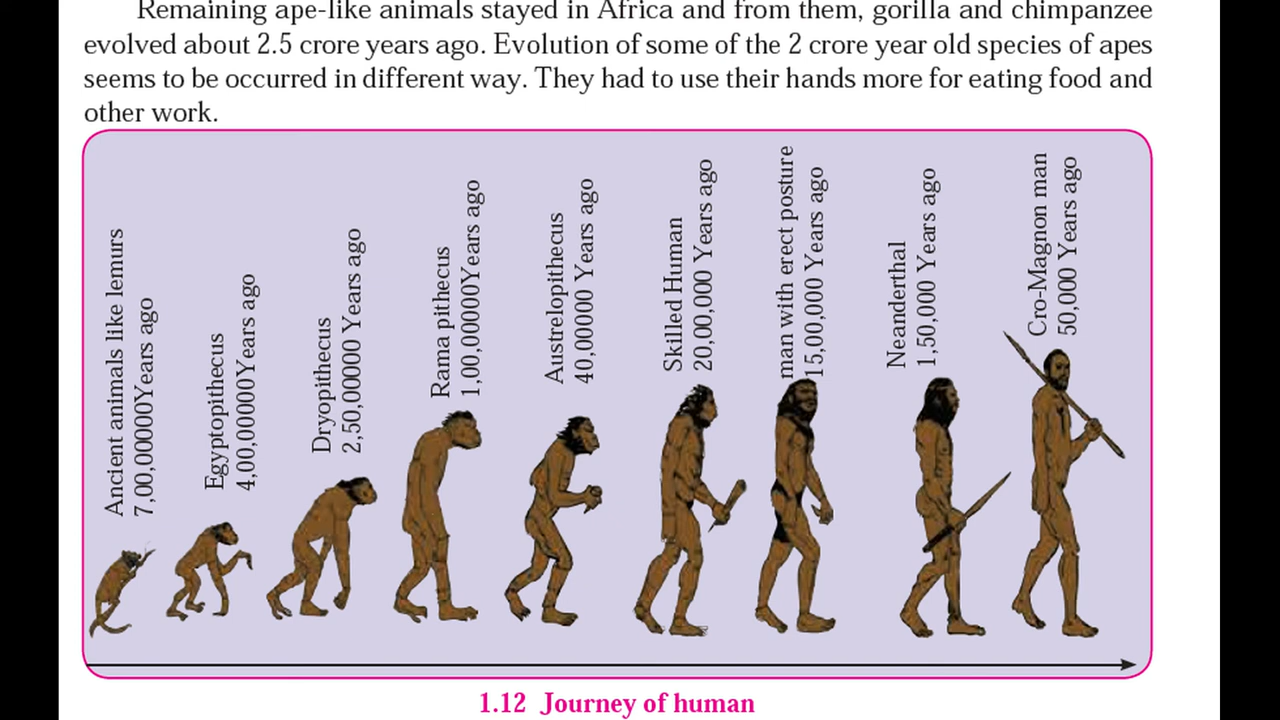 Remaining ape-like animals stayed in Africa and from them, gorilla and chimpanzee
evolved about 2.5 crore years ago. Evolution of some of the 2 crore year old species of apes
seems to be occurred in different way. They had to use their hands more for eating food and
other work.
Ancient animals like lemurs
7,00,00000Years ago
Egyptopithecus
4,00,00000Years ago
Dryopithecus
2,50,00000 Years ago
Rama pithecus
1,00,00000Years ago
Austrelopithecus
40,00000 Years ago
Skilled Human
20,00,000 Years ago
man with erect posture
15,00,000 Years ago
Neanderthal
1,50,000 Years ago
Cro-Magnon man
50,000 Years ago
1.12 Journey of human